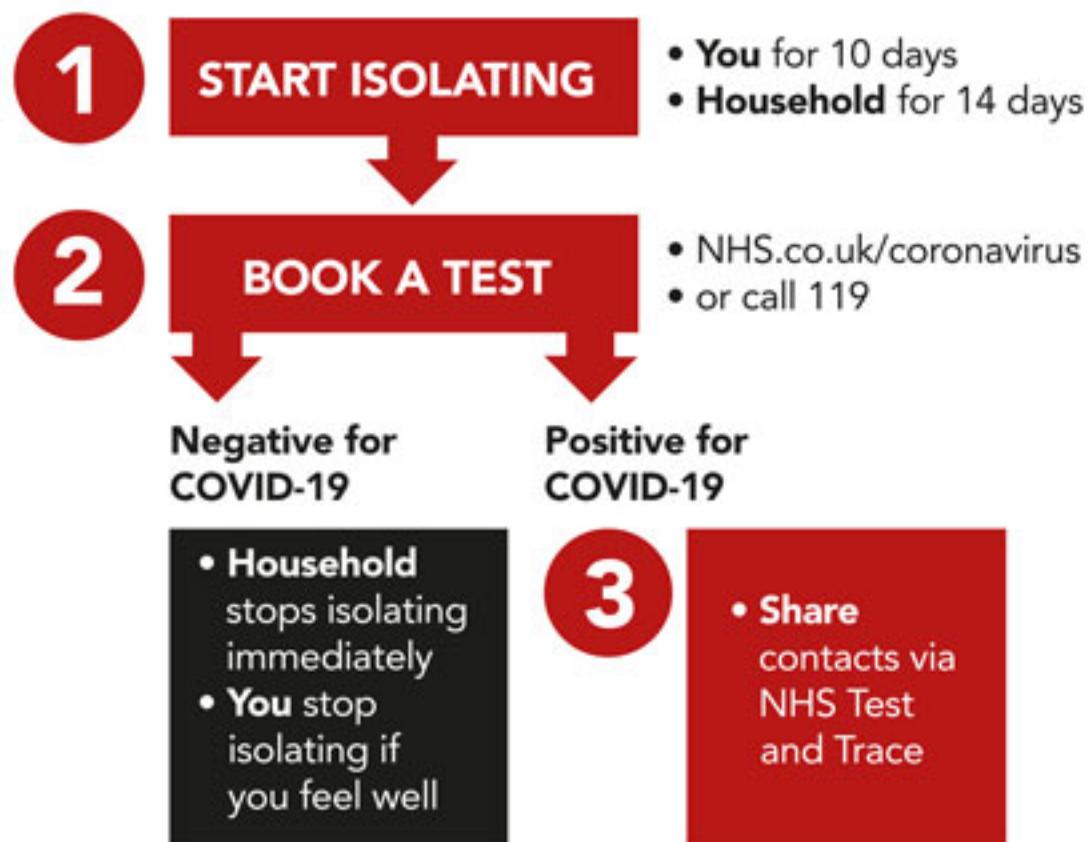 1
START ISOLATING
• You for 10 days
• Household for 14 days
2
BOOK A TEST
• NHS.co.uk/coronavirus
• or call 119
Negative for
COVID-19
• Household
stops isolating
immediately
• You stop
isolating if
you feel well
Positive for
COVID-19
3
• Share
contacts via
NHS Test
and Trace